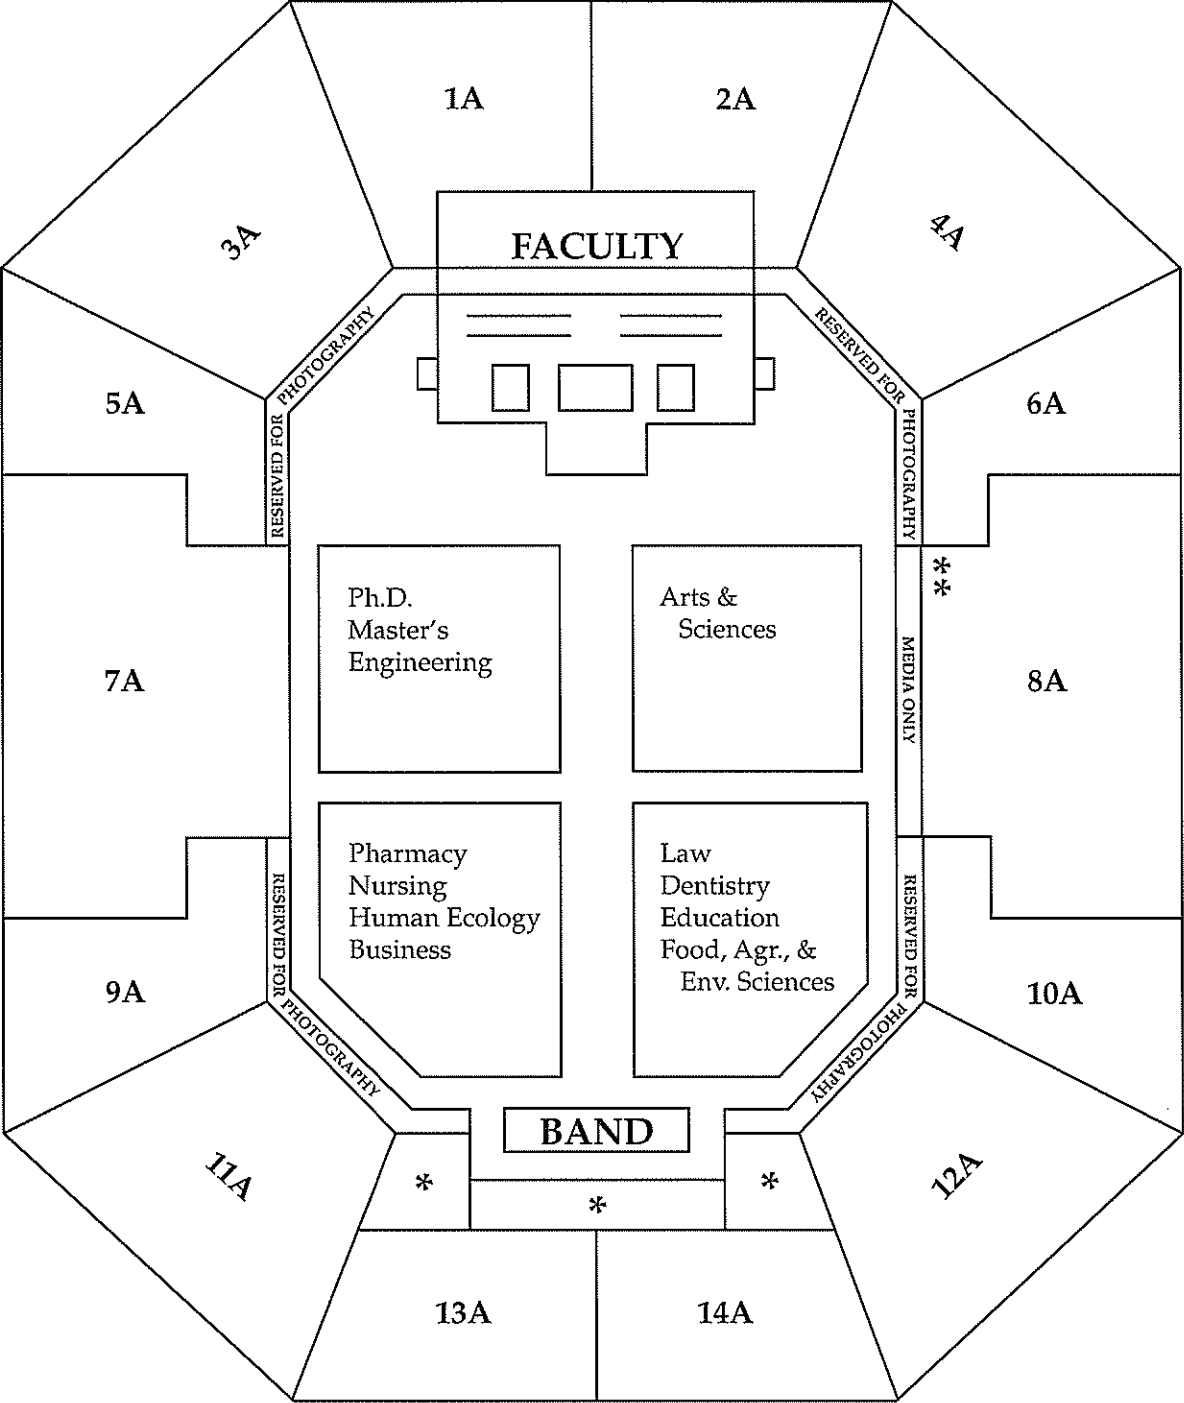 1A
2A
3A
FACULTY
4A
RESERVED FOR
PHOTOGRAPHY
RESERVED FOR
PHOTOGRAPHY
5A
6A
**
Ph.D.
Master's
Engineering
Arts &
Sciences
7A
MEDIA ONLY
8A
Pharmacy
Nursing
Human Ecology
Business
Law
Dentistry
Education
Food, Agr., &
Env. Sciences
RESERVED FOR
PHOTOGRAPHY
RESERVED FOR
PHOTOGRAPHY
9A
10A
BAND
11A
*
*
*
12A
13A
14A